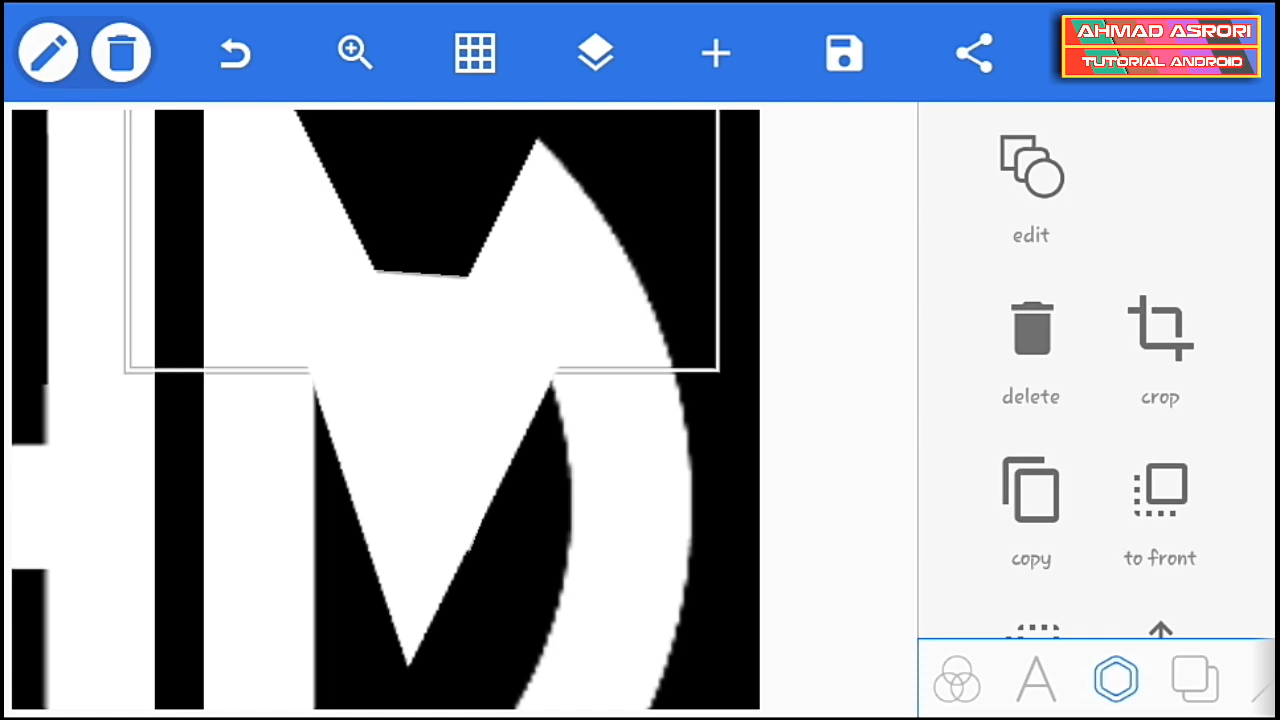 AHMAD ASRORI
TUTORIAL ANDROID
edit
delete
crop
copy
to front
A